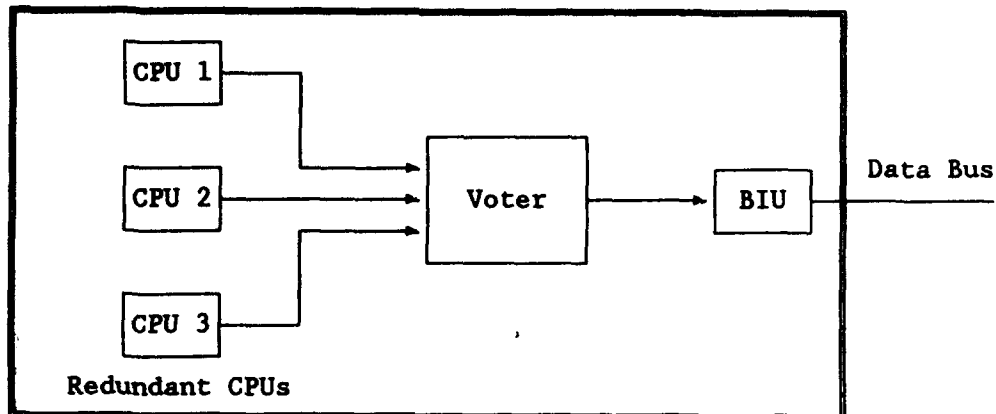 CPU 1
Data Bus
CPU 2
Voter
BIU
CPU 3
Redundant CPUs